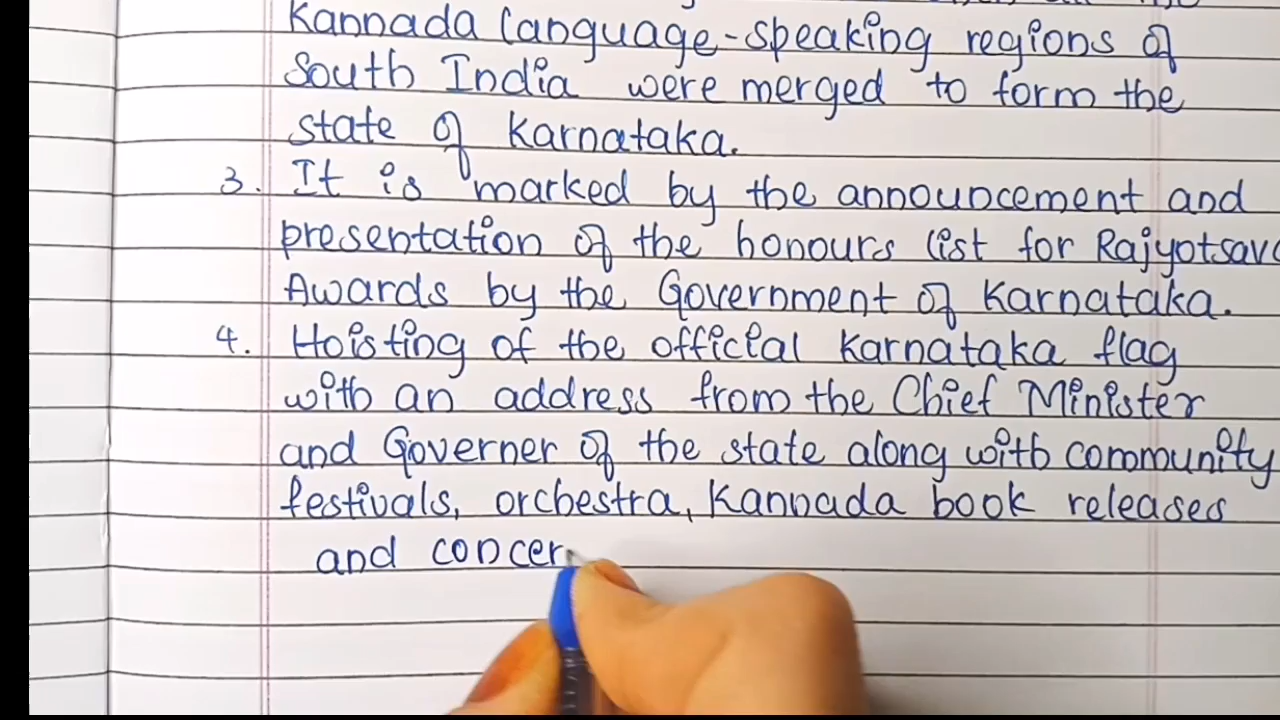 Kannada language-speaking regions of
South India were merged to form the
state of Karnataka.
3. It is marked by the announcement and
presentation of the honours list for Rajyotsava
Awards by the Government of Karnataka.
4. Hoisting of the official Karnataka flag
with an address from the Chief Minister
and Governer of the state along with community
festivals, orchestra, Kannada book releases
and concer